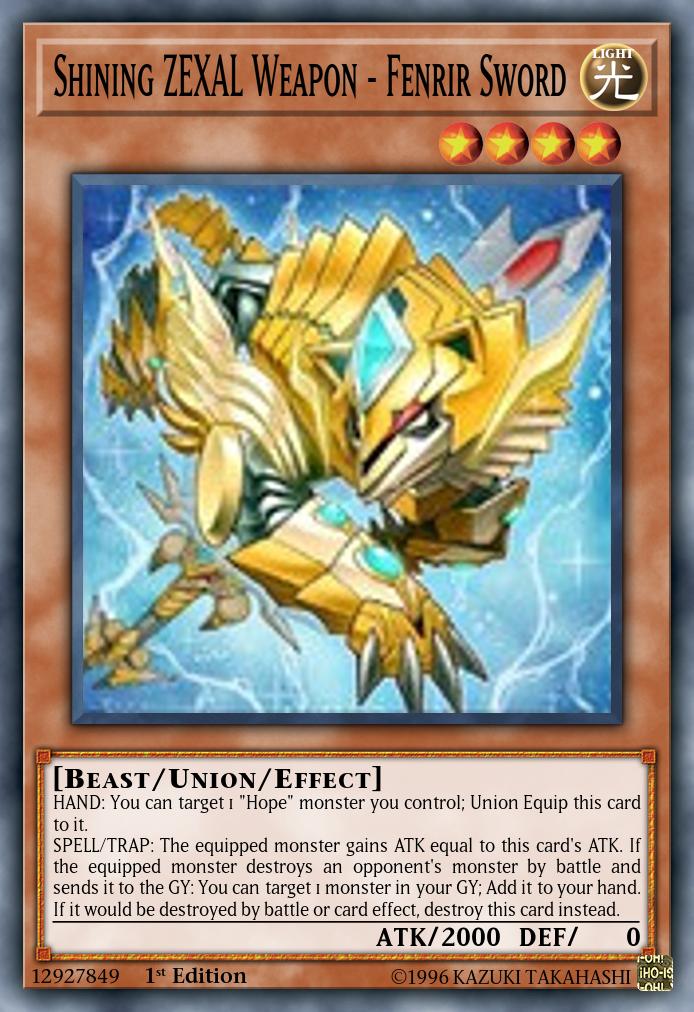 Shining ZEXAL Weapon - Fenrir Sword
LIGHT
光
[Beast/Union/Effect]
HAND: You can target 1 "Hope" monster you control; Union Equip this card
to it.
SPELL/TRAP: The equipped monster gains ATK equal to this card's ATK. If
the equipped monster destroys an opponent's monster by battle and
sends it to the GY: You can target 1 monster in your GY; Add it to your hand.
If it would be destroyed by battle or card effect, destroy this card instead.
ATK/2000 DEF/ 0
12927849 1st Edition ©1996 KAZUKI TAKAHASHI